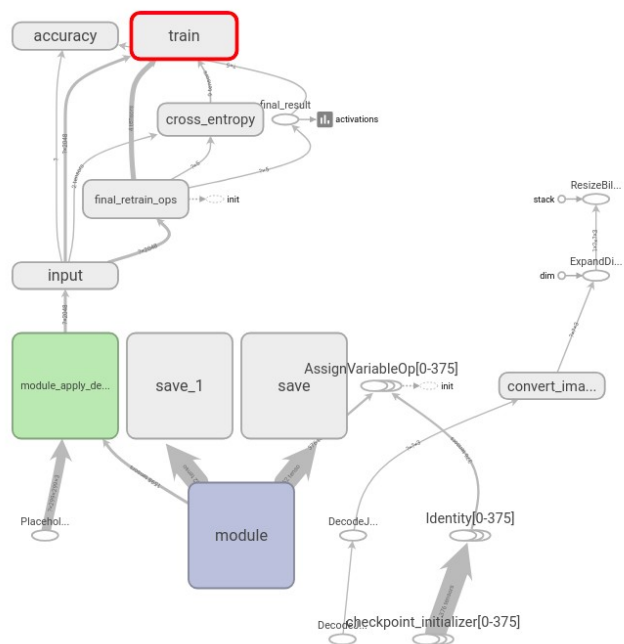 accuracy
train
cross_entropy
final_result
activations
final_retrain_ops
init
input
ResizeBil...
stack
ExpandDi...
dim
module_apply_de...
save_1
save
AssignVariableOp[0-375]
init
convert_ima...
module
Placehol...
DecodeJ...
Identity[0-375]
DecodeJ...
checkpoint_initializer[0-375]